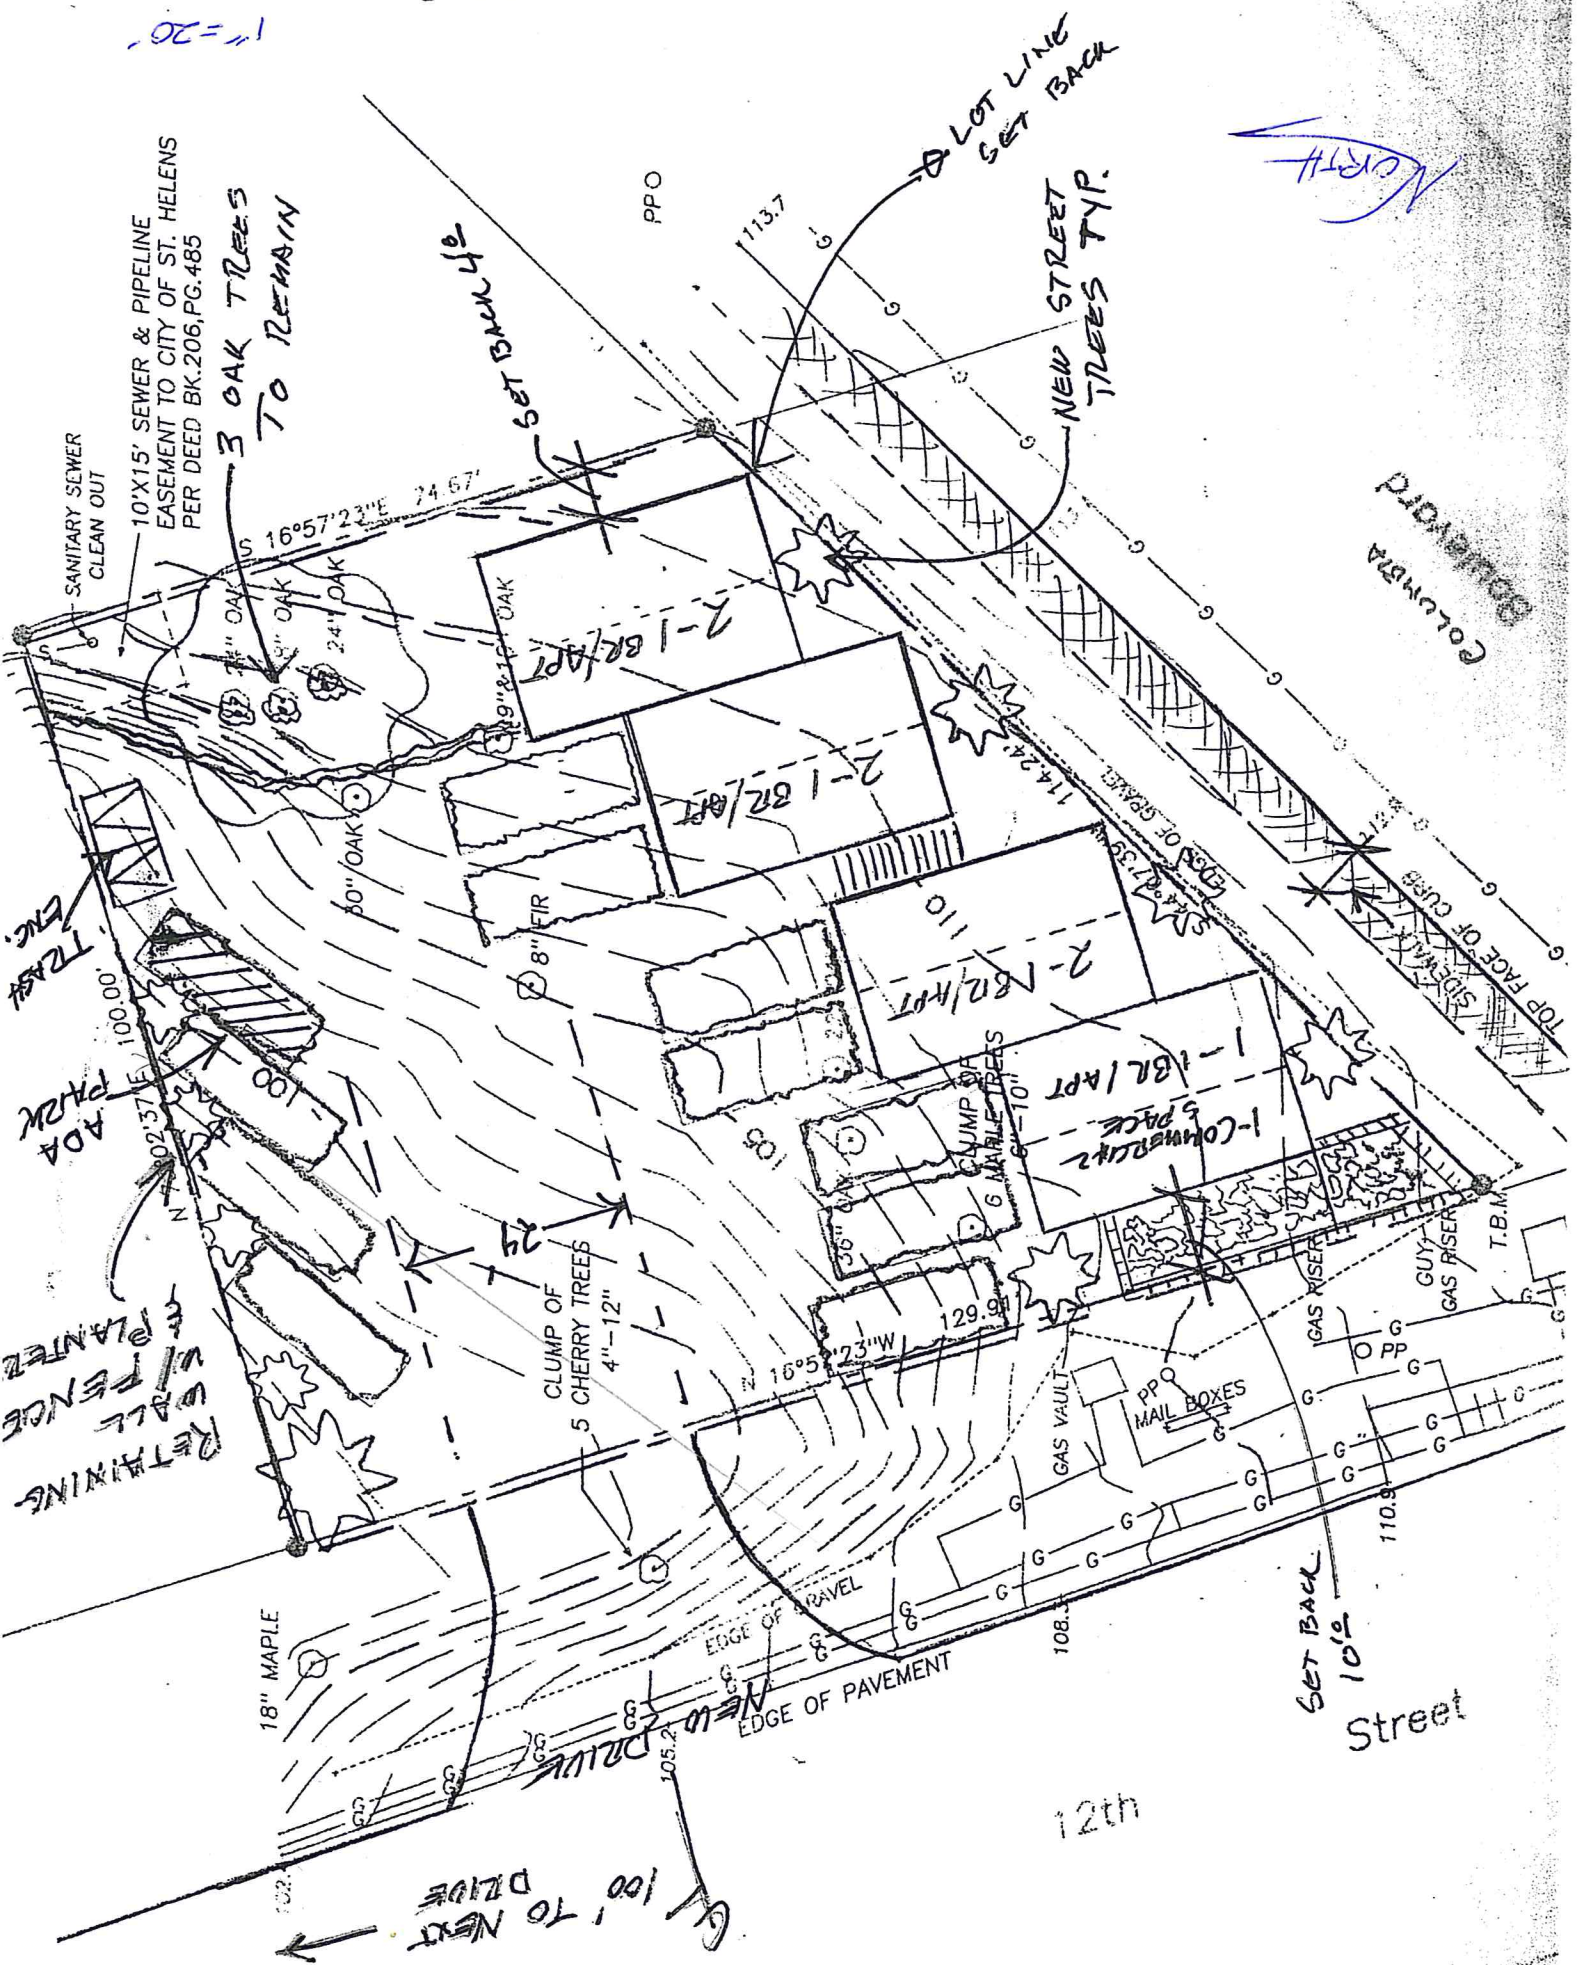 1"=20'
SANITARY SEWER
CLEAN OUT
10'X15' SEWER & PIPELINE
EASEMENT TO CITY OF ST. HELENS
PER DEED BK.206,PG.485
3 OAK TREES
TO REMAIN
SET BACK 4'0
PPO
113.7
LOT LINE
SET BACK
NEW STREET
TREES TYP.
NORTH
COLUMBIA
Boulevard
S 16°57'23"E 74.67'
OAK
OAK
24" OAK
30" OAK
8" FIR
2-1 BR/APT
2-1 BR/APT
2-1 BR/APT
1-1 BR/APT
1-COMMERCIAL
SPACE
110
105
100
TRASH
ENC.
ADA
PARK
100.00'
N
RETAINING
WALL
W/ FENCE
& PLANTER
24
CLUMP OF
5 CHERRY TREES
4"-12"
CLUMP OF
6 MAPLE TREES
6"-10"
36"
129.91
114.24'
EDGE OF GRAVEL
SIDEWALK
TOP FACE OF CURB
GAS RISER
GUY
GAS RISER
T.B.M.
PP
PP
MAIL BOXES
GAS VAULT
18" MAPLE
EDGE OF GRAVEL
EDGE OF PAVEMENT
NEW DRIVE
105.2
108.
110.9
102.
100' TO NEXT
DRIVE
SET BACK
10'0
12th
Street